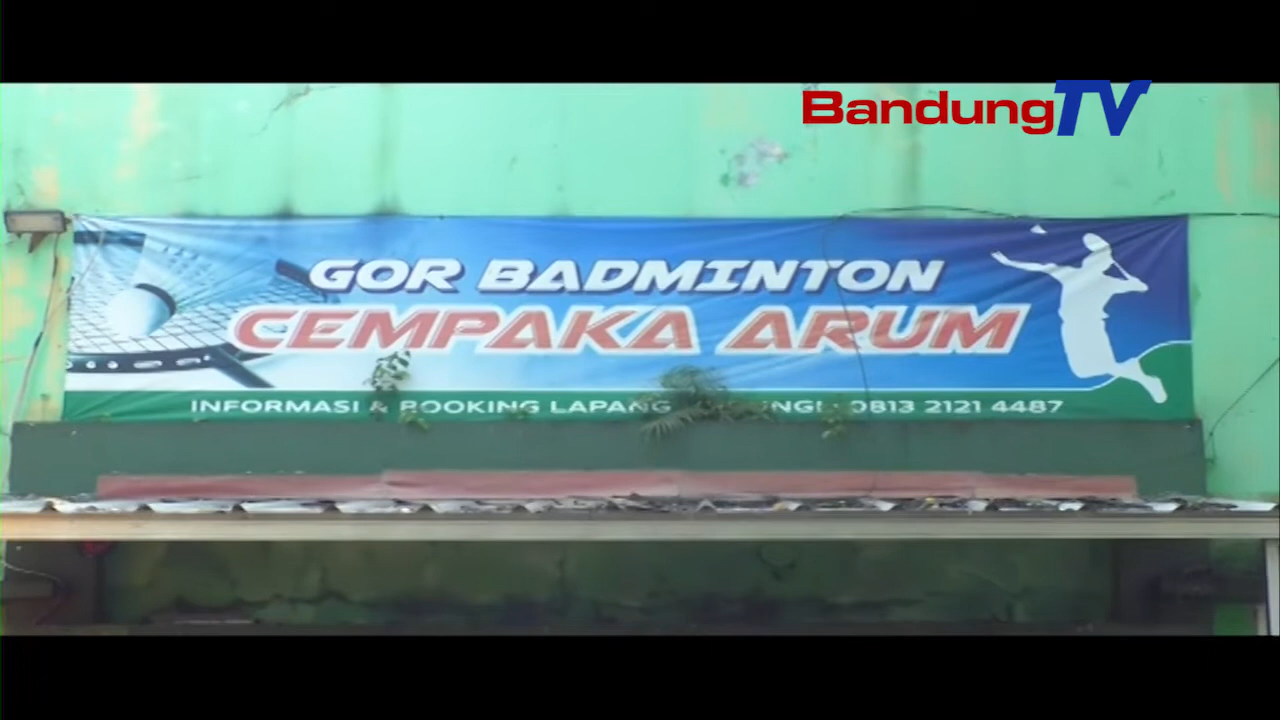 BandungTV
GOR BADMINTON
CEMPAKA ARUM
INFORMASI & BOOKING LAPANG 0813 2121 4487